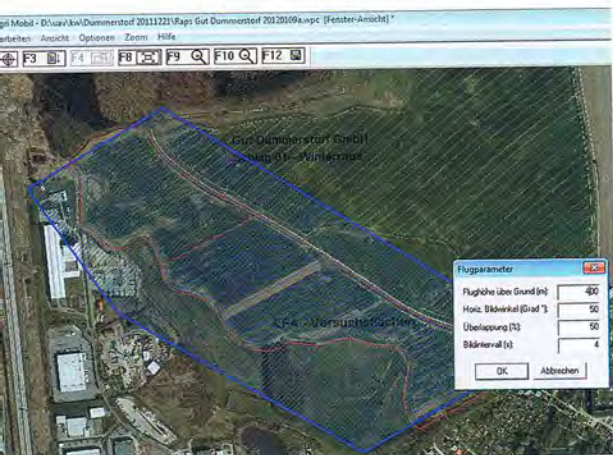 gri Mobil - D:\uav\kw\Dummerstorf 20111221\Raps Gut Dummerstorf 20120109a.wpc [Fenster-Ansicht] *
arbeiten Ansicht Optionen Zoom Hilfe
F3 F4 F8 F9 F10 F12
Gut Dummerstorf GmbH
01 - Winterraps
LFA - Versuchsflächen
Flugparameter
Flughöhe über Grund (m): 400
Horiz. Bildwinkel (Grad °): 50
Überlappung (%): 50
Bildintervall (s): 4
OK Abbrechen